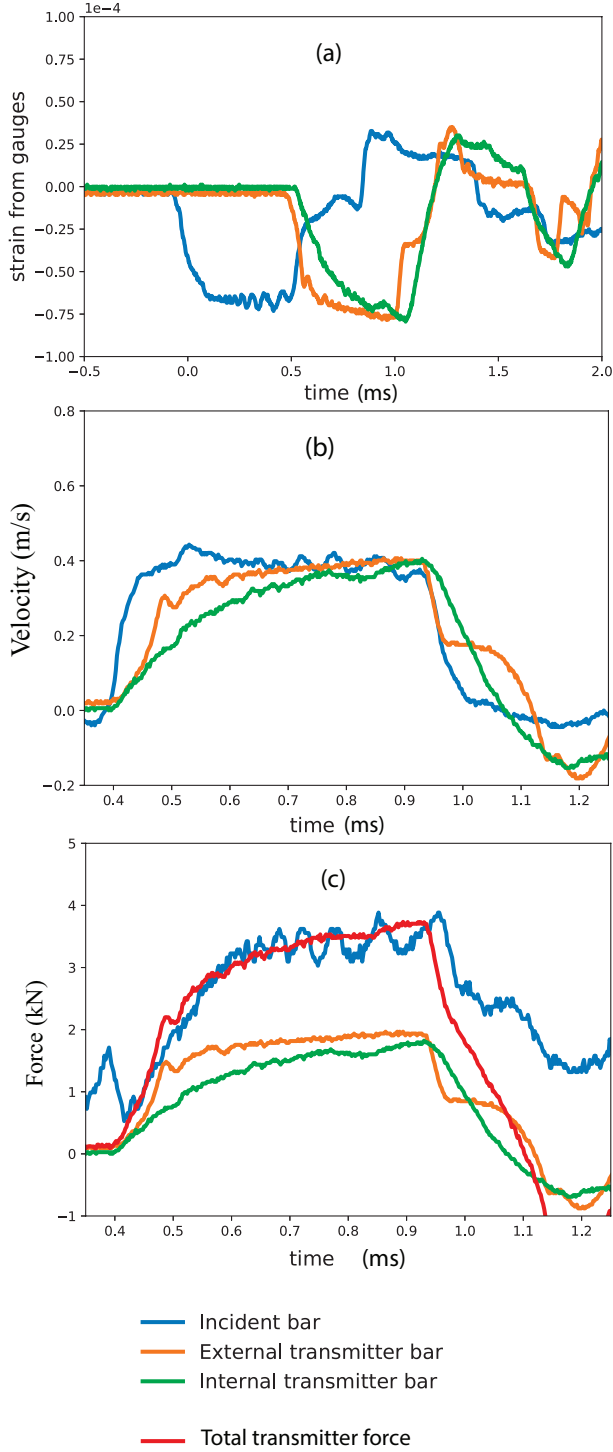 1e−4
(a)
1.00
0.75
0.50
0.25
0.00
−0.25
−0.50
−0.75
−1.00
strain from gauges
−0.5 0.0 0.5 1.0 1.5 2.0
time (ms)
(b)
0.8
0.6
0.4
0.2
0.0
−0.2
Velocity (m/s)
0.4 0.5 0.6 0.7 0.8 0.9 1.0 1.1 1.2
time (ms)
(c)
5
4
3
2
1
0
−1
Force (kN)
0.4 0.5 0.6 0.7 0.8 0.9 1.0 1.1 1.2
time (ms)
Incident bar
External transmitter bar
Internal transmitter bar
Total transmitter force